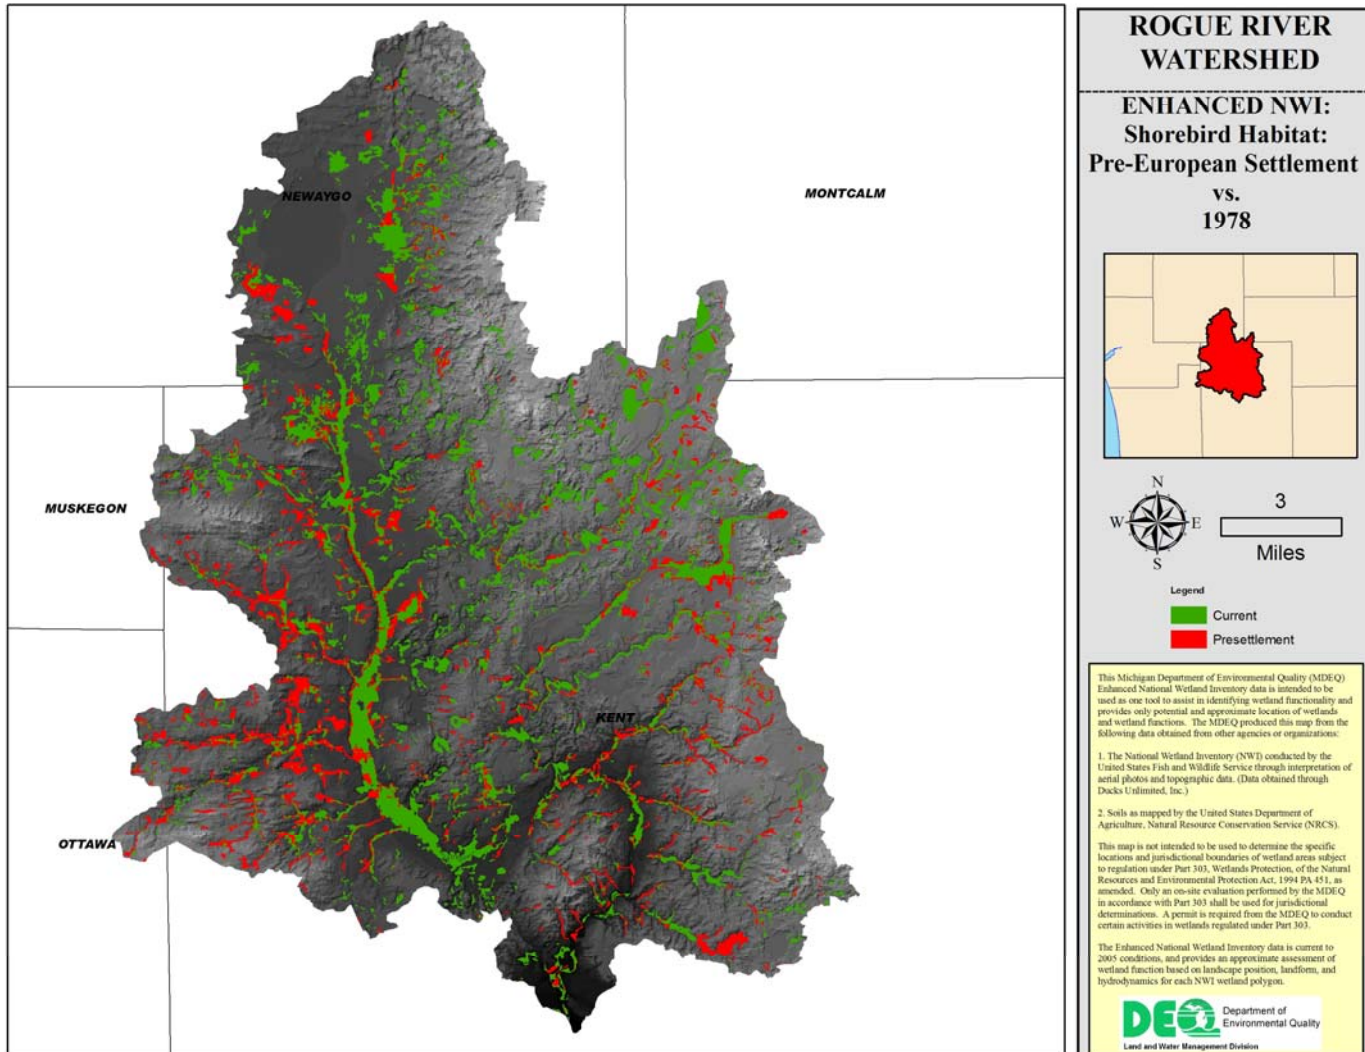 ROGUE RIVER
WATERSHED
ENHANCED NWI:
Shorebird Habitat:
Pre-European Settlement
vs.
1978
NEWAYGO
MONTCALM
MUSKEGON
KENT
OTTAWA
N
W
E
S
3
Miles
Legend
Current
Presettlement
This Michigan Department of Environmental Quality (MDEQ)
Enhanced National Wetland Inventory data is intended to be
used as one tool to assist in identifying wetland functionality and
provides only potential and approximate location of wetlands
and wetland functions. The MDEQ produced this map from the
following data obtained from other agencies or organizations:
1. The National Wetland Inventory (NWI) conducted by the
United States Fish and Wildlife Service through interpretation of
aerial photos and topographic data. (Data obtained through
Ducks Unlimited, Inc.)
2. Soils as mapped by the United States Department of
Agriculture, Natural Resource Conservation Service (NRCS).
This map is not intended to be used to determine the specific
locations and jurisdictional boundaries of wetland areas subject
to regulation under Part 303, Wetlands Protection, of the Natural
Resources and Environmental Protection Act, 1994 PA 451, as
amended. Only an on-site evaluation performed by the MDEQ
in accordance with Part 303 shall be used for jurisdictional
determinations. A permit is required from the MDEQ to conduct
certain activities in wetlands regulated under Part 303.
The Enhanced National Wetland Inventory data is current to
2005 conditions, and provides an approximate assessment of
wetland function based on landscape position, landform, and
hydrodynamics for each NWI wetland polygon.
DEQ
Department of
Environmental Quality
Land and Water Management Division